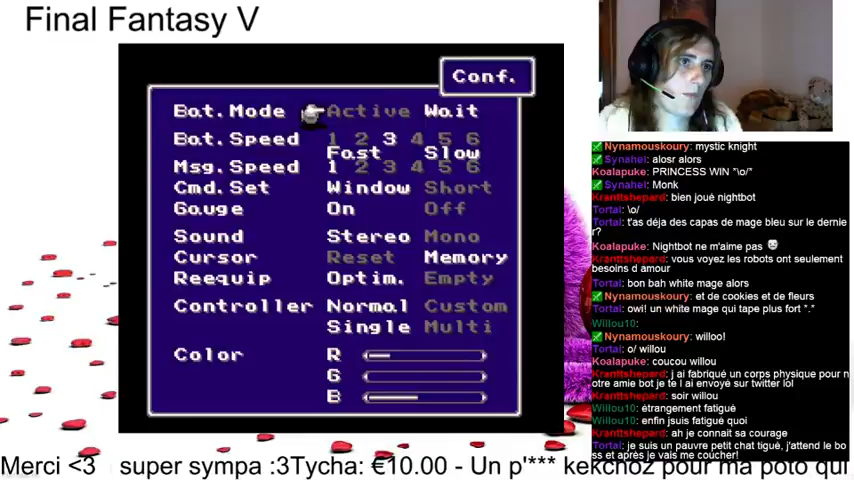 Final Fantasy V
Conf.
Bat.Mode Active Wait
Bat.Speed 1 2 3 4 5 6
Fast Slow
Msg.Speed 1 2 3 4 5 6
Cmd.Set Window Short
Gauge On Off
Sound Stereo Mono
Cursor Reset Memory
Reequip Optim. Empty
Controller Normal Custom
Single Multi
Color R
G
B
Nynamouskoury: mystic knight
Synahel: alosr alors
Koalapuke: PRINCESS WIN *\o/*
Synahel: Monk
Kranttshepard: bien joué nightbot
Tortal: \o/
Tortal: t'as déja des capas de mage bleu sur le dernie
r?
Koalapuke: Nightbot ne m'aime pas
Kranttshepard: vous voyez les robots ont seulement
besoins d amour
Tortal: bon bah white mage alors
Nynamouskoury: et de cookies et de fleurs
Tortal: owi! un white mage qui tape plus fort *.*
Willou10:
Nynamouskoury: willoo!
Tortal: o/ willou
Koalapuke: coucou willou
Kranttshepard: j ai fabriqué un corps physique pour n
otre amie bot je te l ai envoyé sur twitter lol
Kranttshepard: soir willou
Willou10: étrangement fatigué
Willou10: enfin jsuis fatigué quoi
Kranttshepard: ah je connait sa courage
Tortal: je suis un pauvre petit chat tigué, j'attend le bo
ss et après je vais me coucher!
Merci <3 super sympa :3Tycha: €10.00 - Un p'*** kekchoz pour ma poto qui